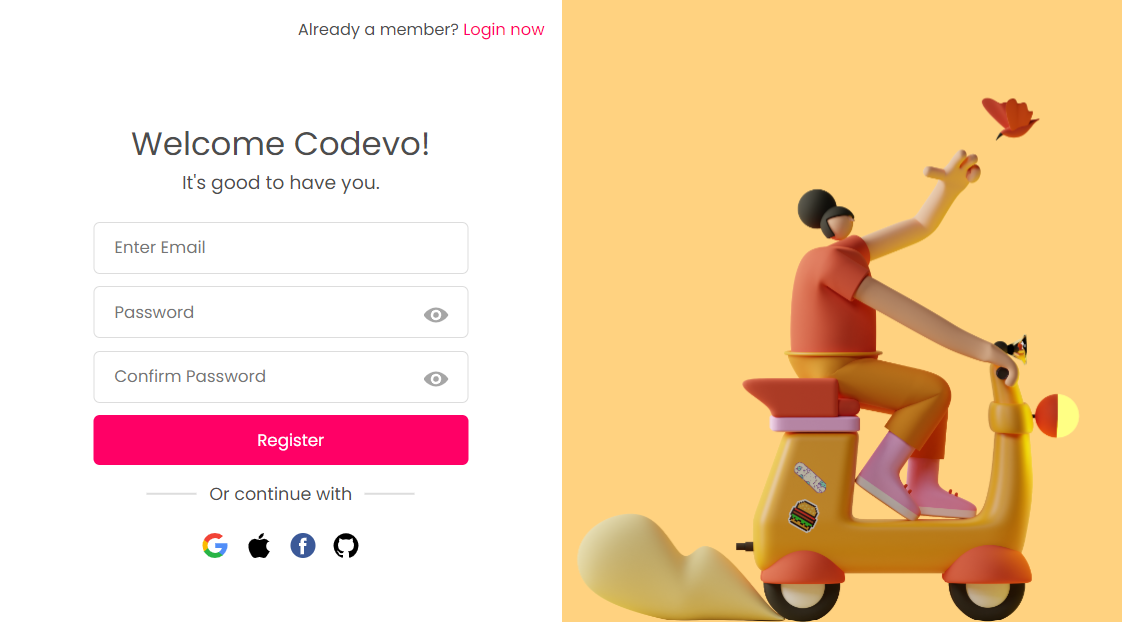 Already a member? Login now
Welcome Codevo!
It's good to have you.
Enter Email
Password
Confirm Password
Register
Or continue with